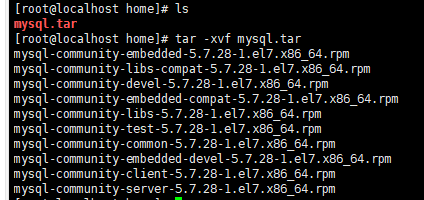 [root@localhost home]# ls
mysql.tar
[root@localhost home]# tar -xvf mysql.tar
mysql-community-embedded-5.7.28-1.el7.x86_64.rpm
mysql-community-libs-compat-5.7.28-1.el7.x86_64.rpm
mysql-community-devel-5.7.28-1.el7.x86_64.rpm
mysql-community-embedded-compat-5.7.28-1.el7.x86_64.rpm
mysql-community-libs-5.7.28-1.el7.x86_64.rpm
mysql-community-test-5.7.28-1.el7.x86_64.rpm
mysql-community-common-5.7.28-1.el7.x86_64.rpm
mysql-community-embedded-devel-5.7.28-1.el7.x86_64.rpm
mysql-community-client-5.7.28-1.el7.x86_64.rpm
mysql-community-server-5.7.28-1.el7.x86_64.rpm
[root@localhost home]#